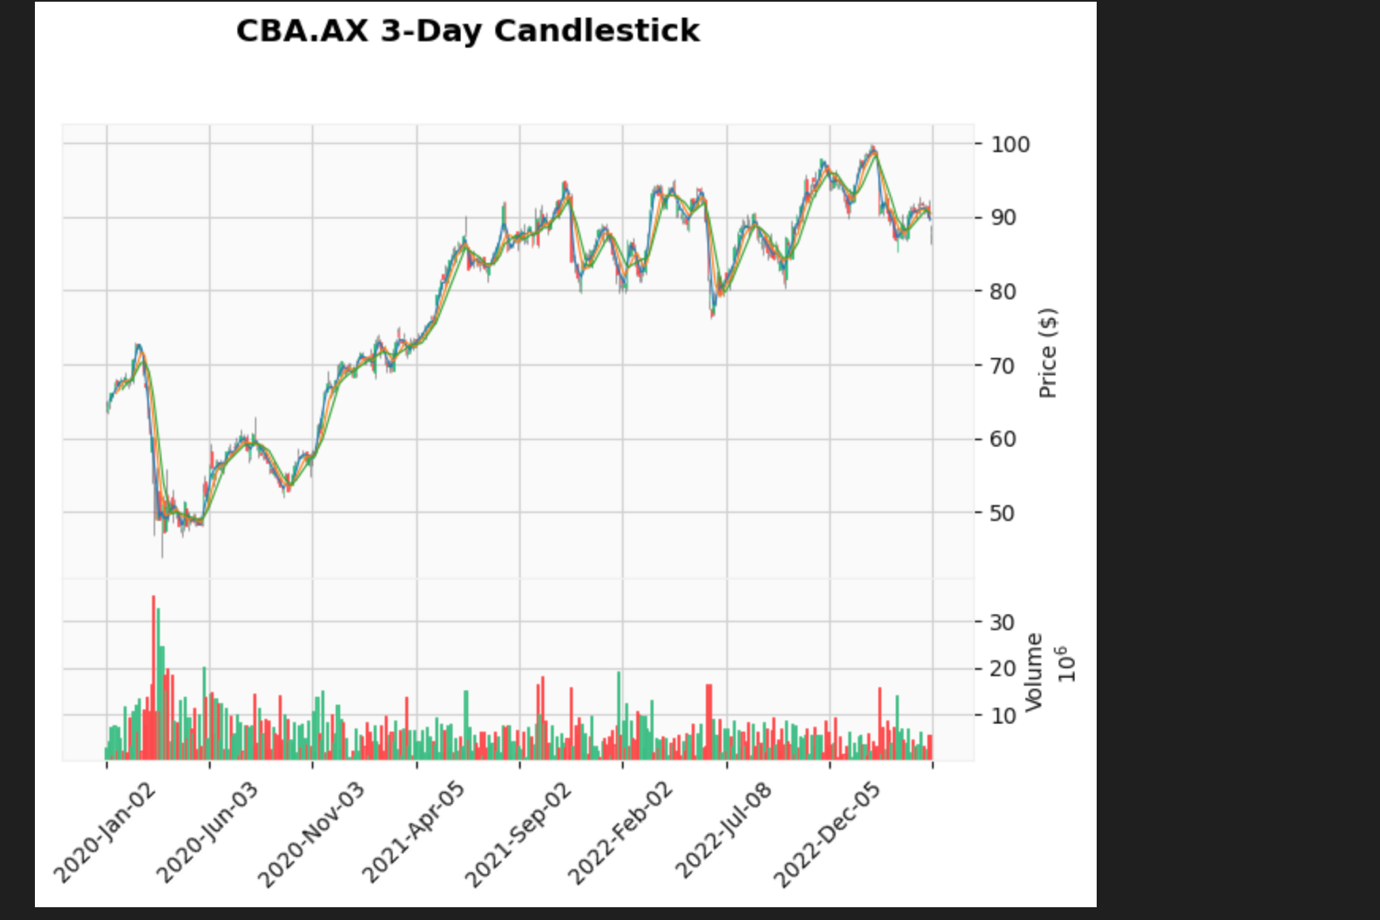 CBA.AX 3-Day Candlestick
100
90
80
70
60
50
Price ($)
30
20
10
Volume
10⁶
2020-Jan-02
2020-Jun-03
2020-Nov-03
2021-Apr-05
2021-Sep-02
2022-Feb-02
2022-Jul-08
2022-Dec-05